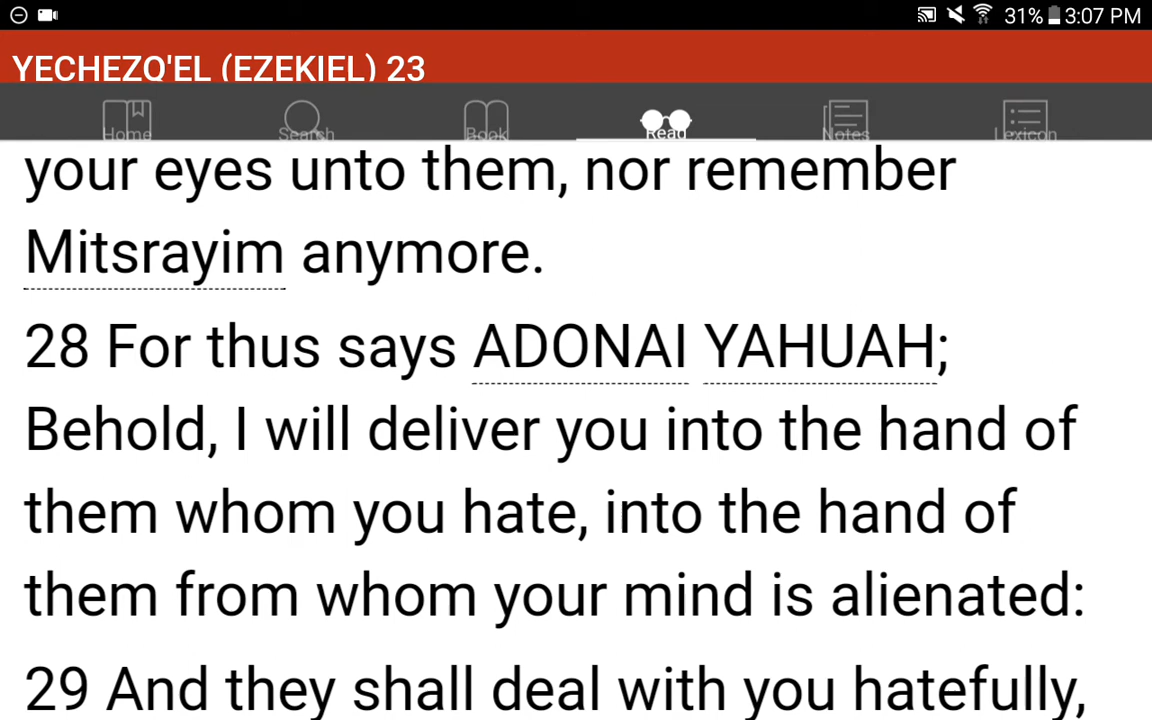 31% 3:07 PM
YECHEZQ'EL (EZEKIEL) 23
Home Search Book Read Notes Lexicon
your eyes unto them, nor remember
Mitsrayim anymore.
28 For thus says ADONAI YAHUAH;
Behold, I will deliver you into the hand of
them whom you hate, into the hand of
them from whom your mind is alienated:
29 And they shall deal with you hatefully,